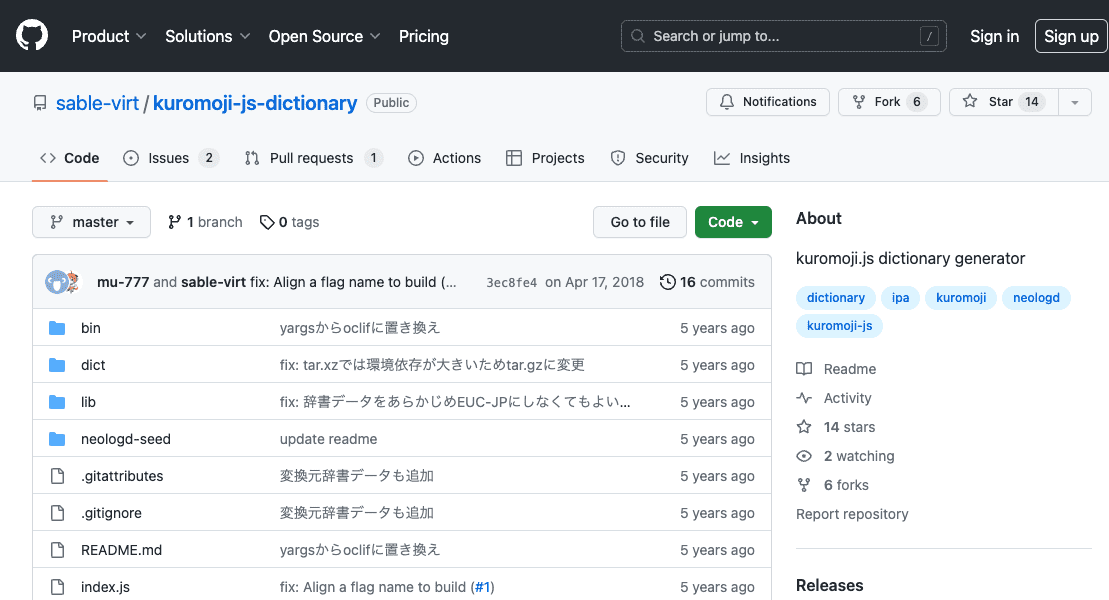 Product Solutions Open Source Pricing Search or jump to... / Sign in Sign up
sable-virt / kuromoji-js-dictionary Public Notifications Fork 6 Star 14
Code Issues 2 Pull requests 1 Actions Projects Security Insights
master 1 branch 0 tags Go to file Code
mu-777 and sable-virt fix: Align a flag name to build (... 3ec8fe4 on Apr 17, 2018 16 commits
bin yargsからoclifに置き換え 5 years ago
dict fix: tar.xzでは環境依存が大きいためtar.gzに変更 5 years ago
lib fix: 辞書データをあらかじめEUC-JPにしなくてもよい... 5 years ago
neologd-seed update readme 5 years ago
.gitattributes 変換元辞書データも追加 5 years ago
.gitignore 変換元辞書データも追加 5 years ago
README.md yargsからoclifに置き換え 5 years ago
index.js fix: Align a flag name to build (#1) 5 years ago
About
kuromoji.js dictionary generator
dictionary ipa kuromoji neologd
kuromoji-js
Readme
Activity
14 stars
2 watching
6 forks
Report repository
Releases